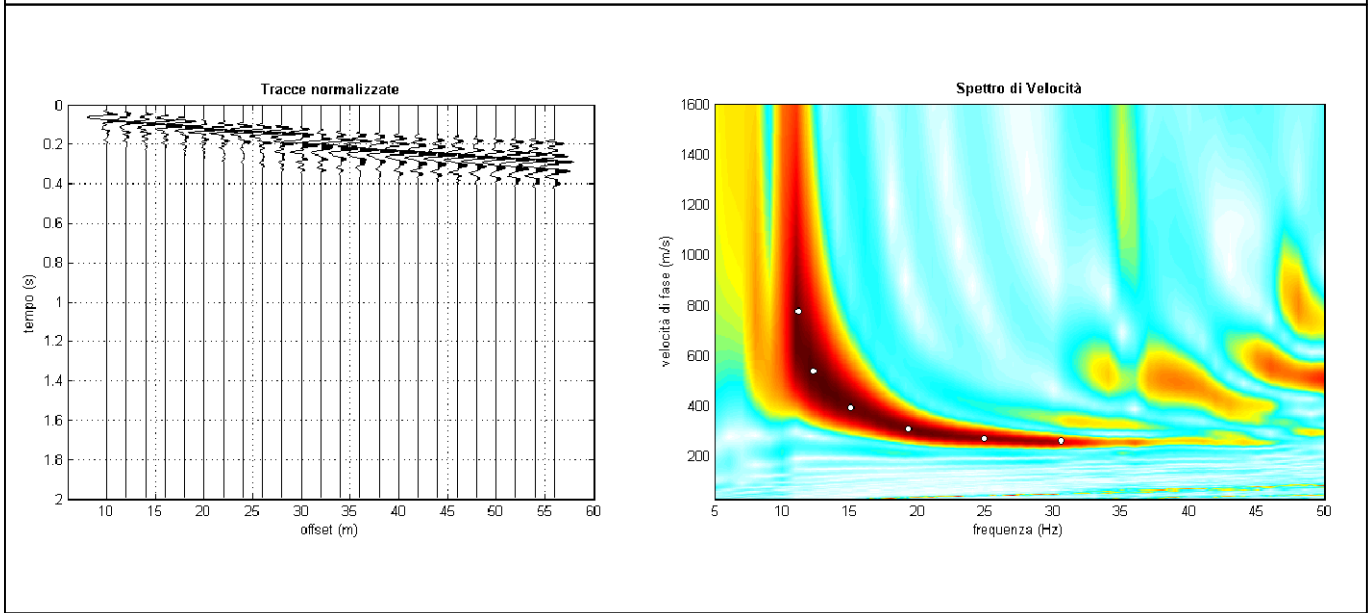 Tracce normalizzate
0
0.2
0.4
0.6
0.8
1
1.2
1.4
1.6
1.8
2
tempo (s)
10 15 20 25 30 35 40 45 50 55 60
offset (m)
Spettro di Velocità
1600
1400
1200
1000
800
600
400
200
velocità di fase (m/s)
5 10 15 20 25 30 35 40 45 50
frequenza (Hz)